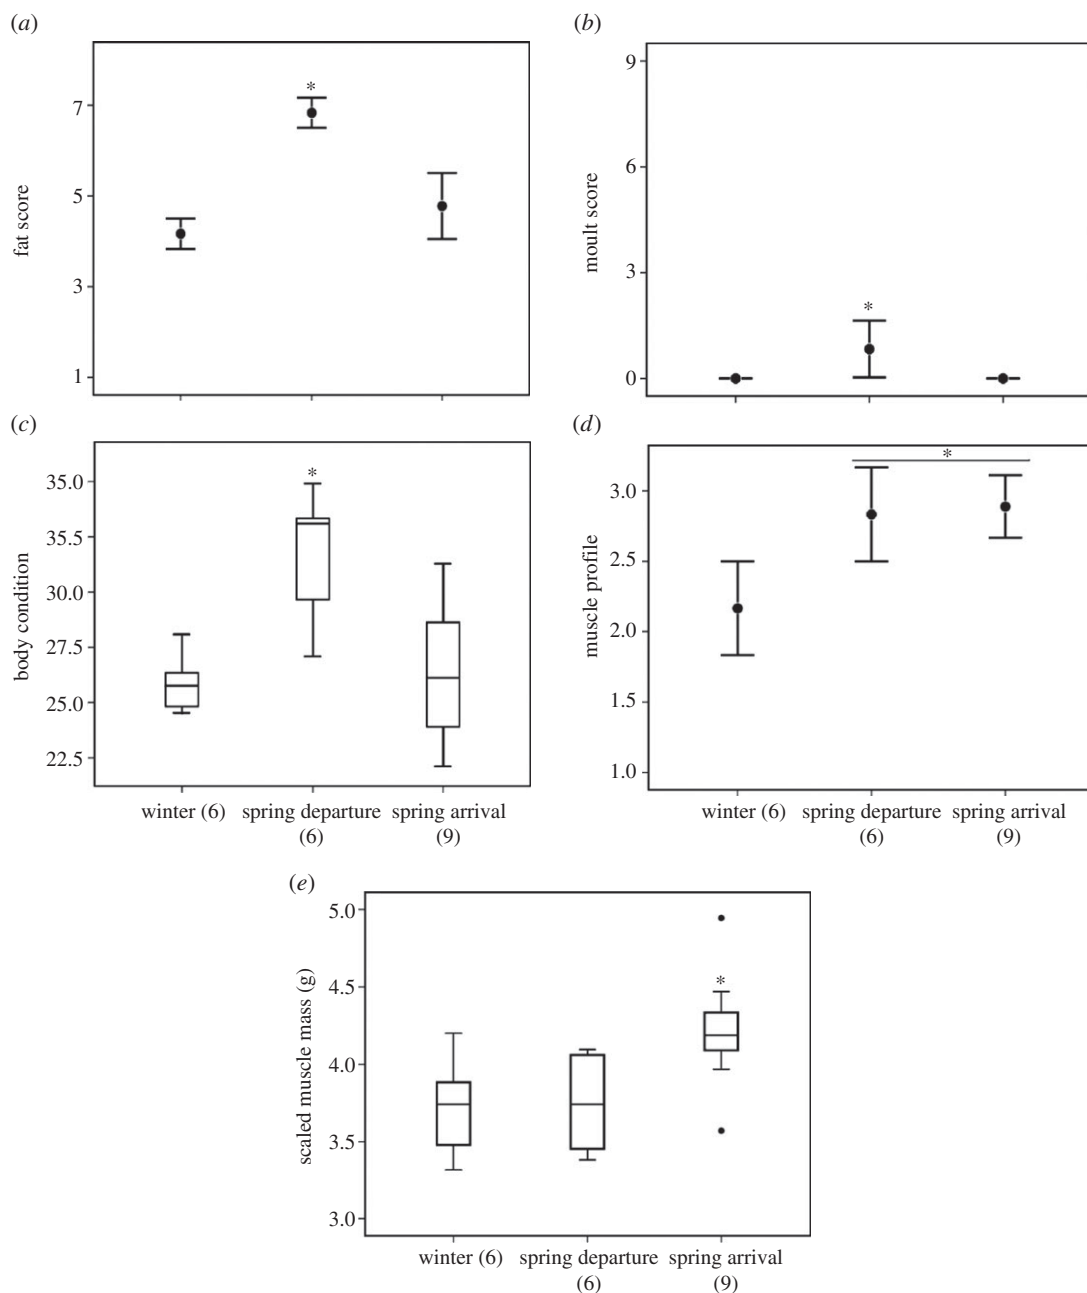 (a)
fat score
7
5
3
1
*
(b)
moult score
9
6
3
0
*
(c)
body condition
35.0
35.5
30.0
27.5
25.0
22.5
*
winter (6) spring departure spring arrival
(6) (9)
(d)
muscle profile
3.0
2.5
2.0
1.5
1.0
*
winter (6) spring departure spring arrival
(6) (9)
(e)
scaled muscle mass (g)
5.0
4.5
4.0
3.5
3.0
*
winter (6) spring departure spring arrival
(6) (9)